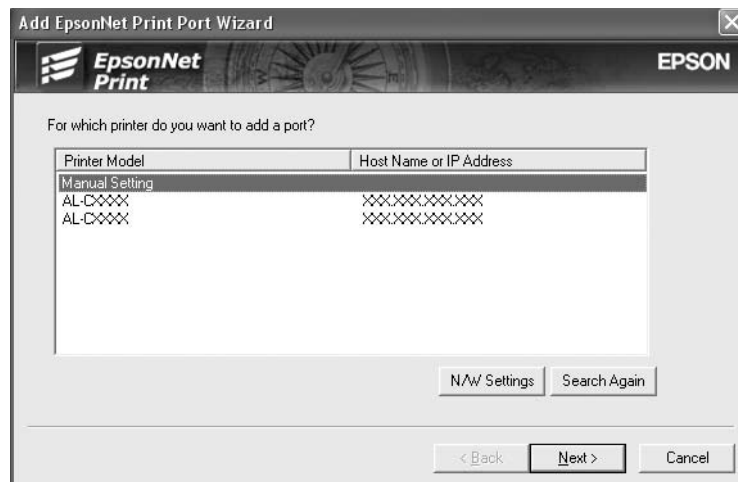 Add EpsonNet Print Port Wizard
EpsonNet
Print
EPSON
For which printer do you want to add a port?
Printer Model Host Name or IP Address
Manual Setting
AL-CXXXX XXX.XXX.XXX.XXX
AL-CXXXX XXX.XXX.XXX.XXX
N/W Settings Search Again
< Back Next > Cancel